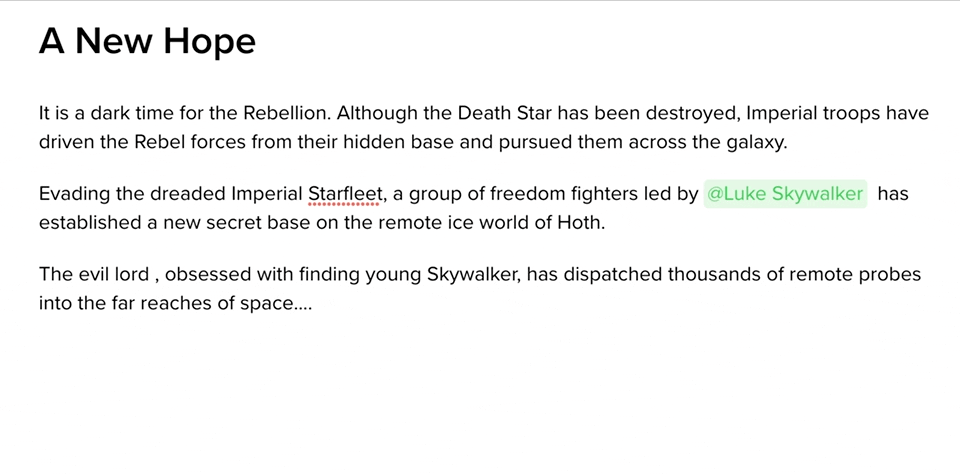 A New Hope
It is a dark time for the Rebellion. Although the Death Star has been destroyed, Imperial troops have
driven the Rebel forces from their hidden base and pursued them across the galaxy.
Evading the dreaded Imperial Starfleet, a group of freedom fighters led by @Luke Skywalker has
established a new secret base on the remote ice world of Hoth.
The evil lord , obsessed with finding young Skywalker, has dispatched thousands of remote probes
into the far reaches of space....